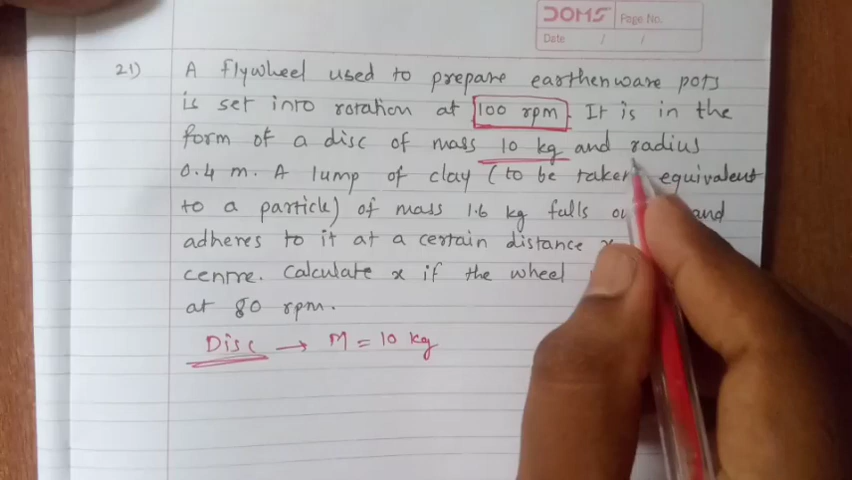 DOMS Page No.
Date / /
21) A flywheel used to prepare earthenware pots
is set into rotation at 100 rpm. It is in the
form of a disc of mass 10 kg and radius
0.4 m. A lump of clay (to be taken equivalent
to a particle) of mass 1.6 kg falls and
adheres to it at a certain distance x
centre. Calculate x if the wheel
at 80 rpm.
Disc → M = 10 kg